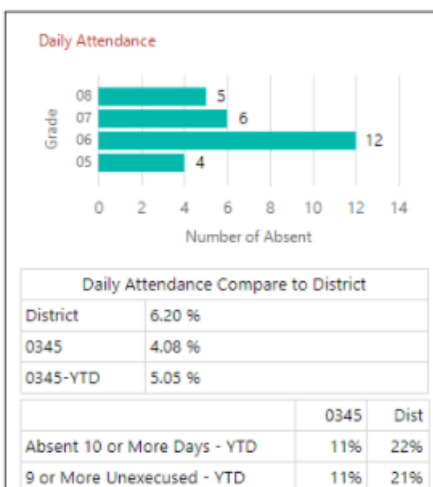 Daily Attendance
Grade
08 5
07 6
06 12
05 4
0 2 4 6 8 10 12 14
Number of Absent
Daily Attendance Compare to District
District 6.20 %
0345 4.08 %
0345-YTD 5.05 %
0345 Dist
Absent 10 or More Days - YTD 11% 22%
9 or More Unexecused - YTD 11% 21%